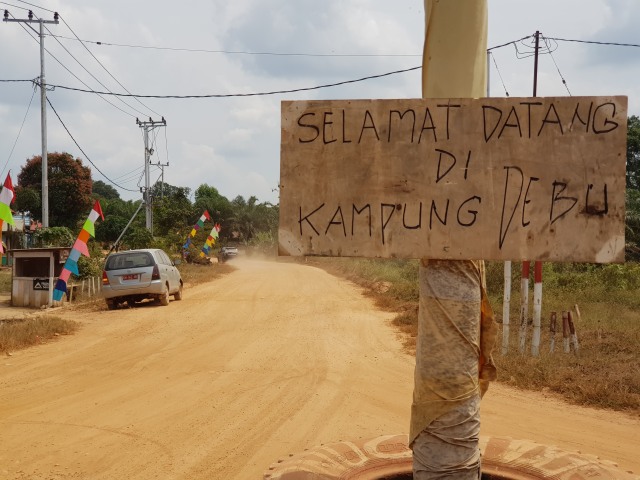 SELAMAT DATANG
DI
KAMPUNG DEBU